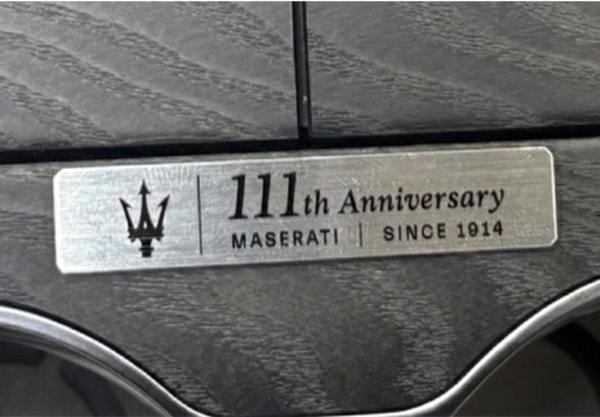 111th Anniversary
MASERATI | SINCE 1914